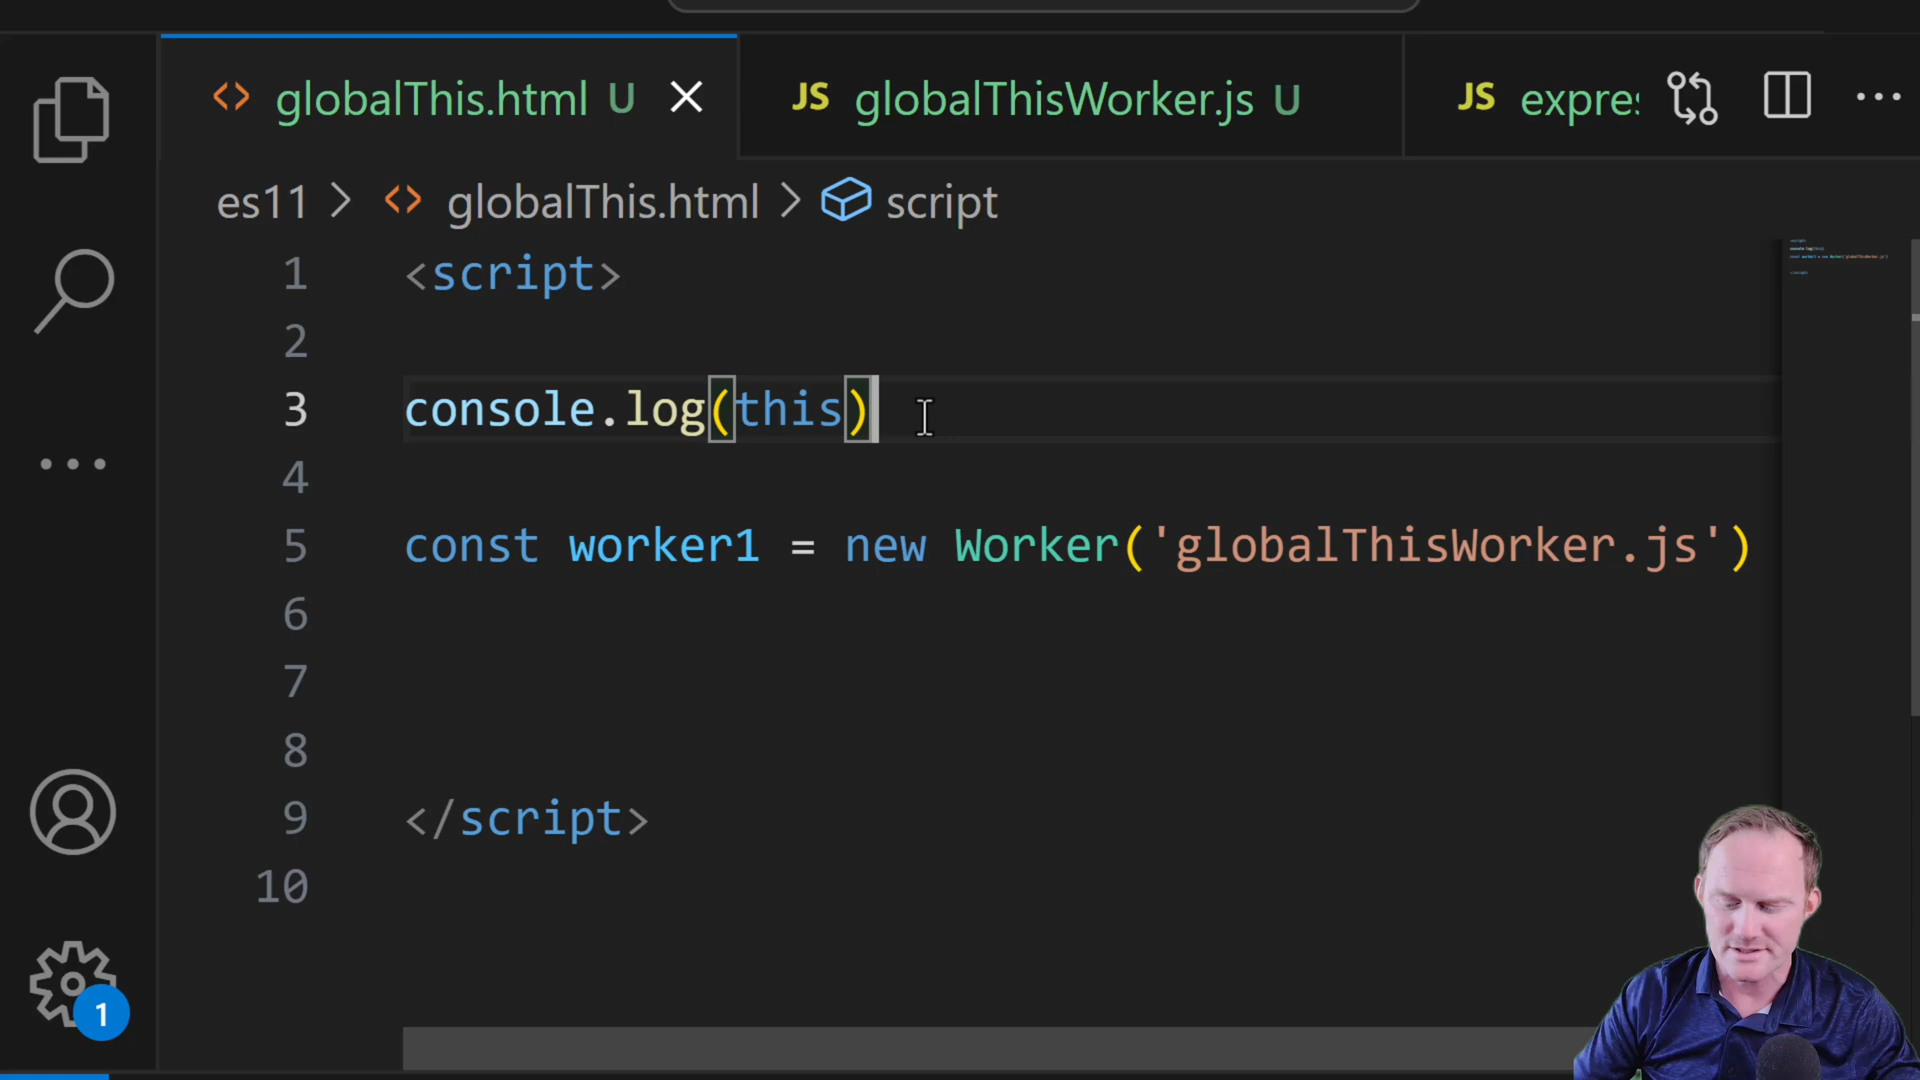 globalThis.html U
JS globalThisWorker.js U
JS expres
es11 > globalThis.html > script
1 <script>
2
3 console.log(this)
4
5 const worker1 = new Worker('globalThisWorker.js')
6
7
8
9 </script>
10
1